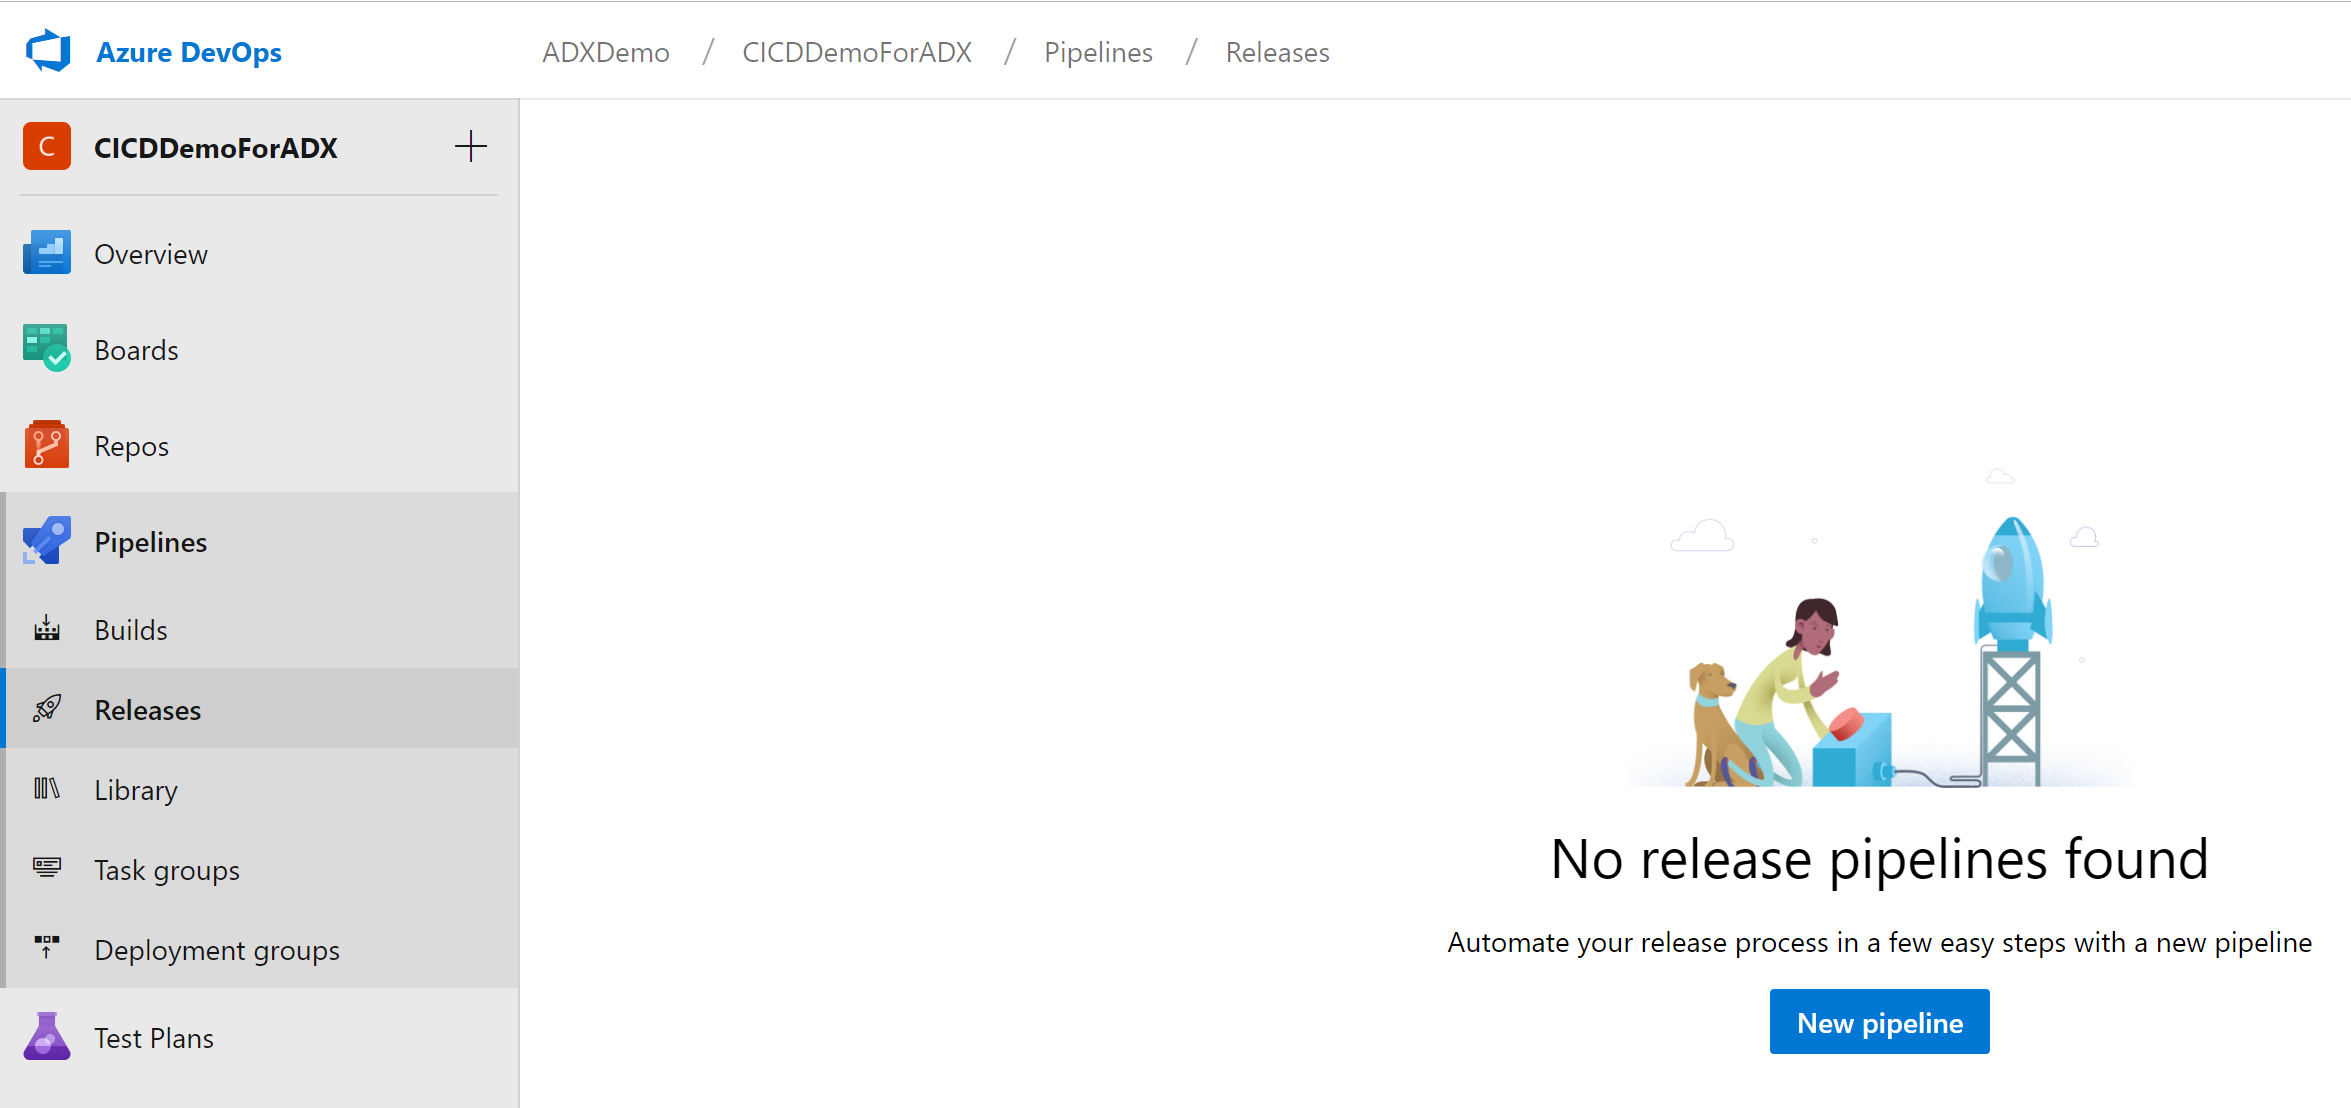 Azure DevOps
ADXDemo / CICDDemoForADX / Pipelines / Releases
C
CICDDemoForADX
Overview
Boards
Repos
Pipelines
Builds
Releases
Library
Task groups
Deployment groups
Test Plans
No release pipelines found
Automate your release process in a few easy steps with a new pipeline
New pipeline